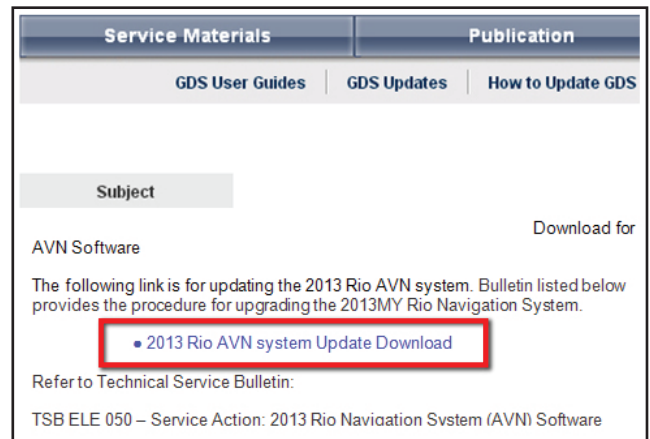 Service Materials Publication
GDS User Guides GDS Updates How to Update GDS
Subject
Download for
AVN Software
The following link is for updating the 2013 Rio AVN system. Bulletin listed below
provides the procedure for upgrading the 2013MY Rio Navigation System.
• 2013 Rio AVN system Update Download
Refer to Technical Service Bulletin:
TSB ELE 050 – Service Action: 2013 Rio Navigation System (AVN) Software